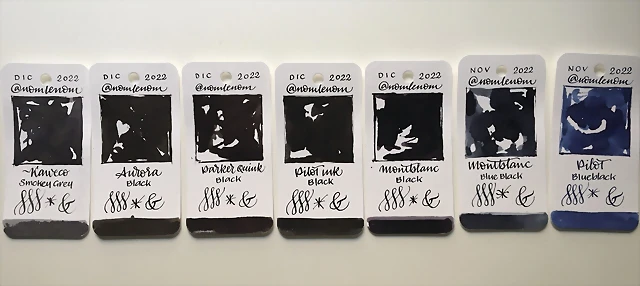 DIC 2022
@nomlenom
Kaweco
Smokey Grey
&
DIC 2022
@nomlenom
Aurora
Black
&
DIC 2022
@nomlenom
Parker Quink
Black
&
DIC 2022
@nomlenom
Pilot ink
Black
&
DIC 2022
@nomlenom
Montblanc
Black
&
NOV 2022
@nomlenom
Montblanc
Blue Black
&
NOV 2022
@nomlenom
Pilot
Blueblack
&